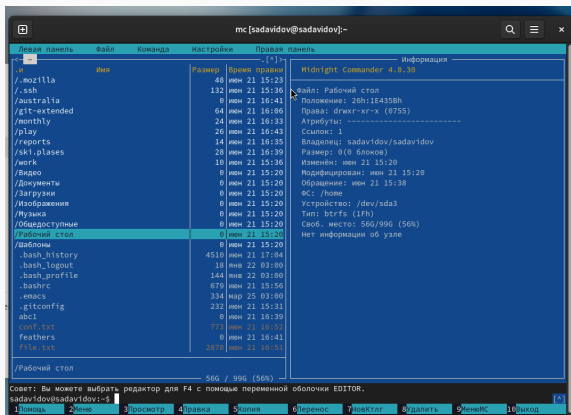 mc [sadavidov@sadavidov]:~
Левая панель Файл Команда Настройки Правая панель
<- ~ .[^]>
.и Имя Размер Время правки
/.mozilla 48 июн 21 15:23
/.ssh 132 июн 21 15:36
/australia 0 июн 21 16:41
/git-extended 64 июн 21 16:06
/monthly 24 июн 21 16:33
/play 26 июн 21 16:43
/reports 14 июн 21 16:35
/ski.plases 28 июн 21 16:39
/work 10 июн 21 15:36
/Видео 0 июн 21 15:20
/Документы 0 июн 21 15:20
/Загрузки 0 июн 21 15:20
/Изображения 0 июн 21 15:20
/Музыка 0 июн 21 15:20
/Общедоступные 0 июн 21 15:20
/Рабочий стол 0 июн 21 15:20
/Шаблоны 0 июн 21 15:20
.bash_history 4510 июн 21 17:04
.bash_logout 18 янв 22 03:00
.bash_profile 144 янв 22 03:00
.bashrc 679 июн 21 15:56
.emacs 334 мар 25 03:00
.gitconfig 232 июн 21 15:31
abc1 0 июн 21 16:39
conf.txt 773 июн 21 16:52
feathers 0 июн 21 16:41
file.txt 2870 июн 21 16:51
/Рабочий стол
56G / 99G (56%)
Информация
Midnight Commander 4.8.30
Файл: Рабочий стол
Положение: 26h:1E435Bh
Права: drwxr-xr-x (0755)
Атрибуты: --------------------
Ссылок: 1
Владелец: sadavidov/sadavidov
Размер: 0(0 блоков)
Изменён: июн 21 15:20
Модифицирован: июн 21 15:20
Обращение: июн 21 15:38
ФС: /home
Устройство: /dev/sda3
Тип: btrfs (1Fh)
Своб. место: 56G/99G (56%)
Нет информации об узле
Совет: Вы можете выбрать редактор для F4 с помощью переменной оболочки EDITOR.
sadavidov@sadavidov:~$ [^]
1Помощь 2Меню 3Просмотр 4Правка 5Копия 6Перенос 7НовКтлг 8Удалить 9МенюMC 10Выход